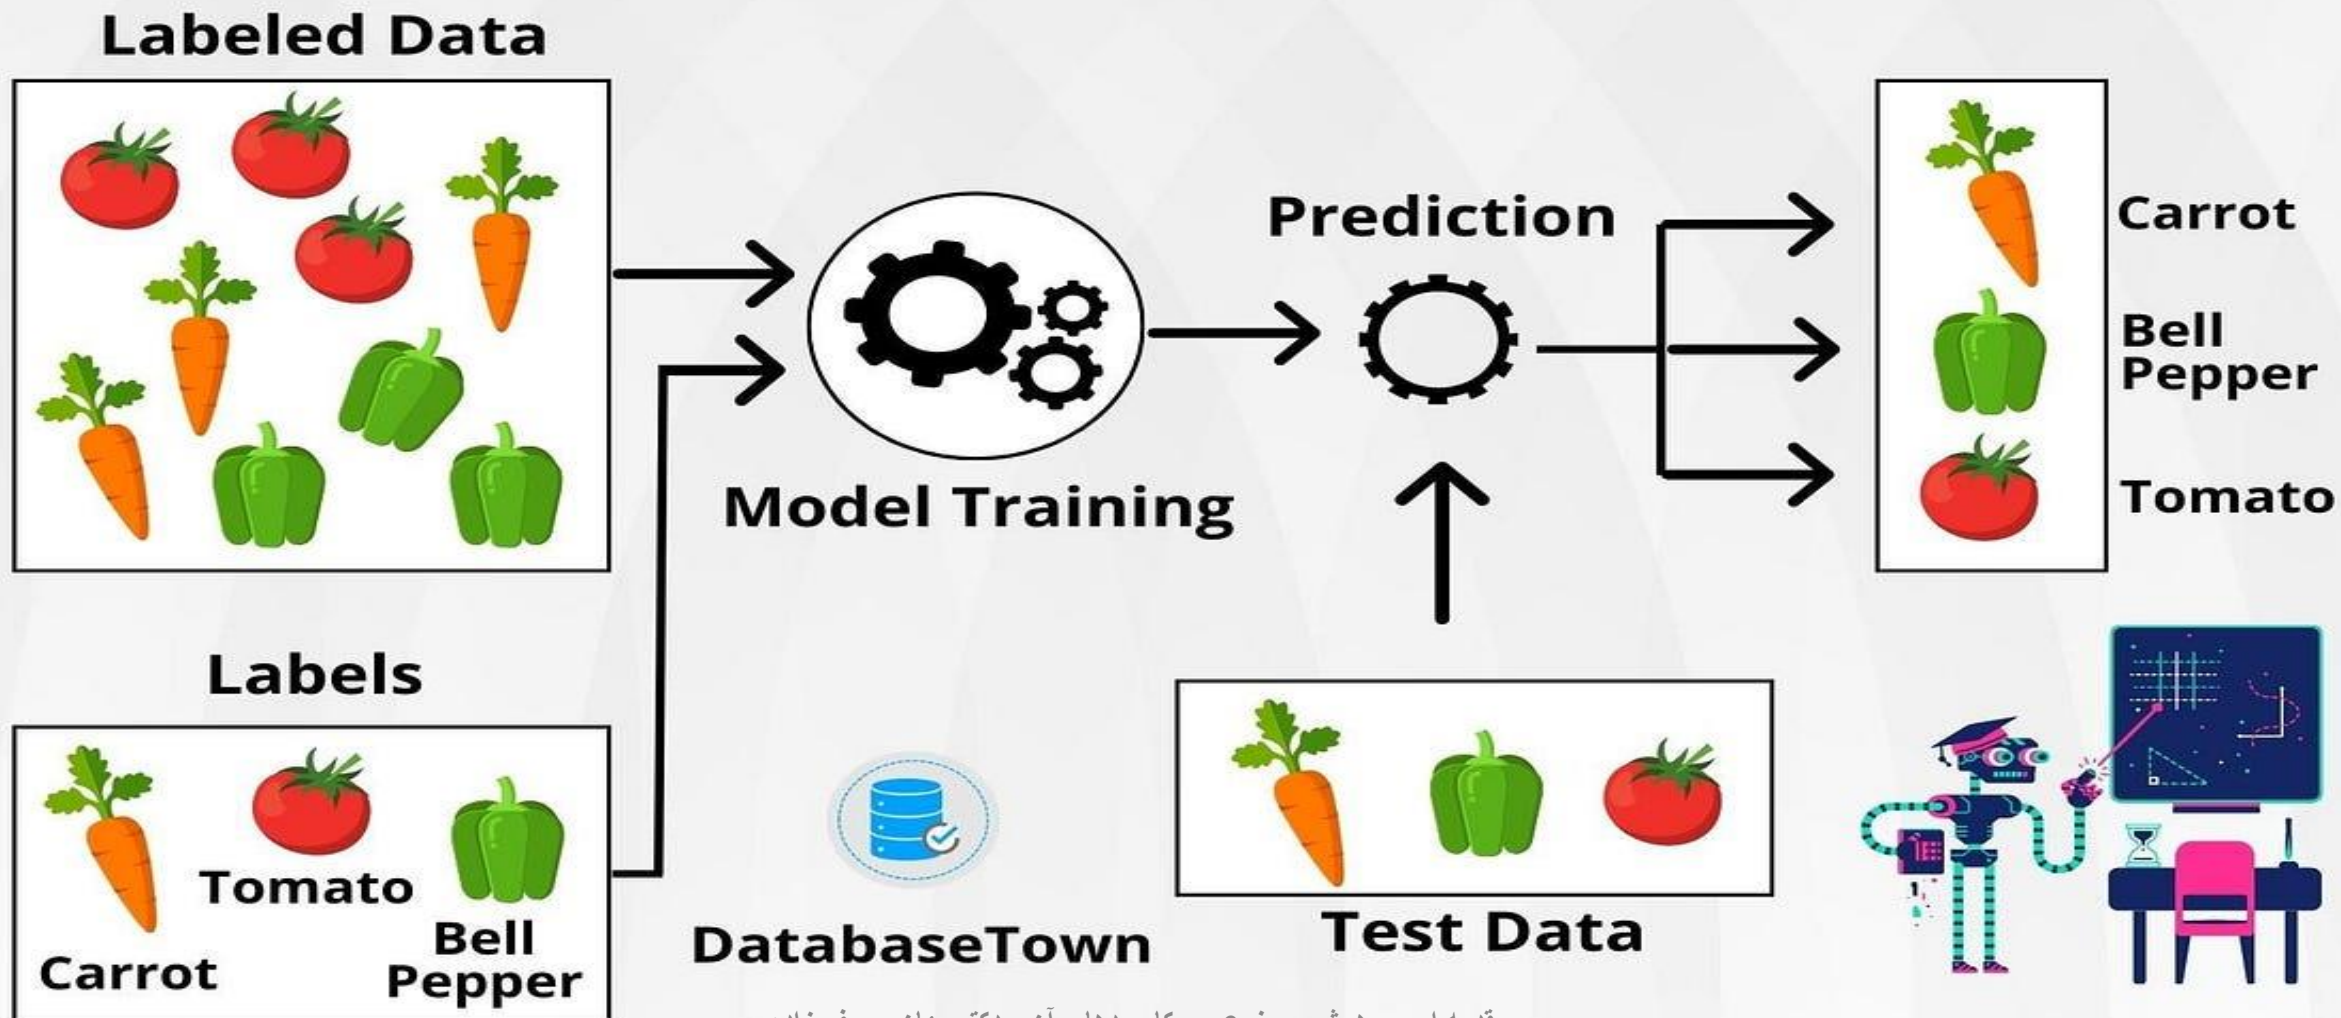 Labeled Data
Prediction
Carrot
Bell
Pepper
Tomato
Model Training
Labels
Tomato
Bell
Pepper
Carrot
DatabaseTown
Test Data